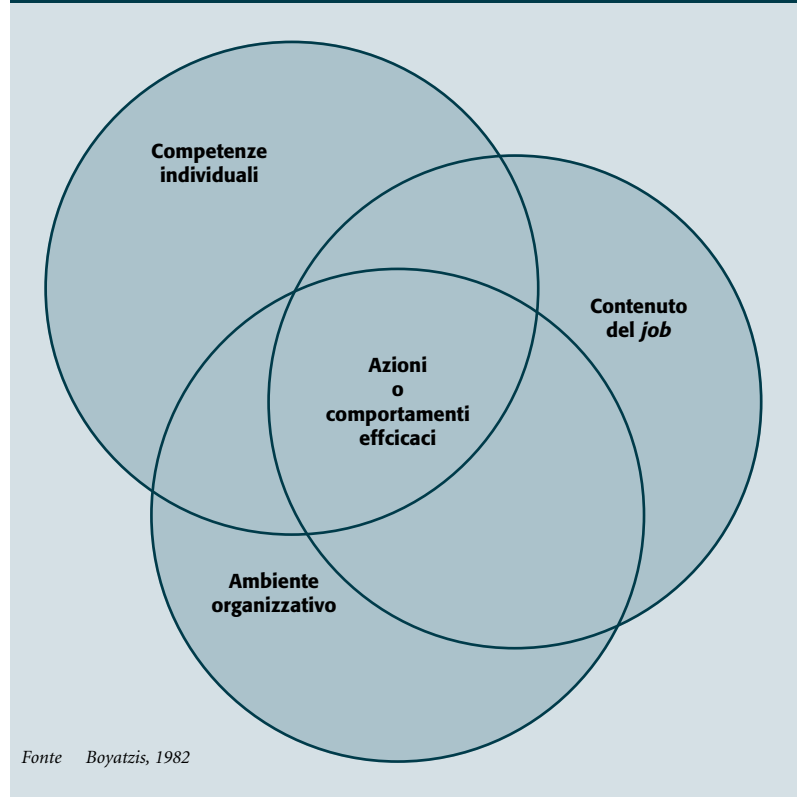 Competenze
individuali
Contenuto
del job
Azioni
o
comportamenti
effcicaci
Ambiente
organizzativo
Fonte Boyatzis, 1982